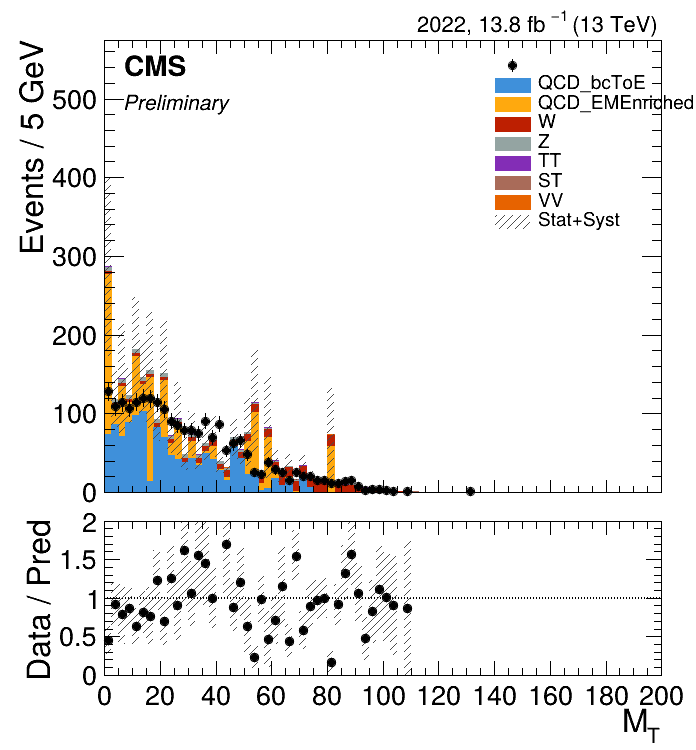 2022, 13.8 fb⁻¹ (13 TeV)
CMS
Preliminary
QCD_bcToE
QCD_EMEnriched
W
Z
TT
ST
VV
Stat+Syst
Events / 5 GeV
500
400
300
200
100
0
Data / Pred
2
1.5
1
0.5
0
0 20 40 60 80 100 120 140 160 180 200
M_T